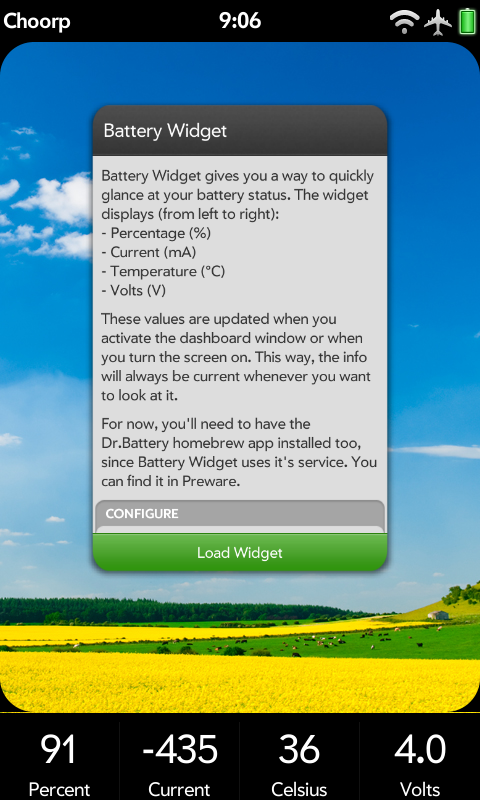 Choorp
9:06
Battery Widget
Battery Widget gives you a way to quickly
glance at your battery status. The widget
displays (from left to right):
- Percentage (%)
- Current (mA)
- Temperature (°C)
- Volts (V)
These values are updated when you
activate the dashboard window or when
you turn the screen on. This way, the info
will always be current whenever you want
to look at it.
For now, you'll need to have the
Dr.Battery homebrew app installed too,
since Battery Widget uses it's service. You
can find it in Preware.
CONFIGURE
Load Widget
91 -435 36 4.0
Percent Current Celsius Volts